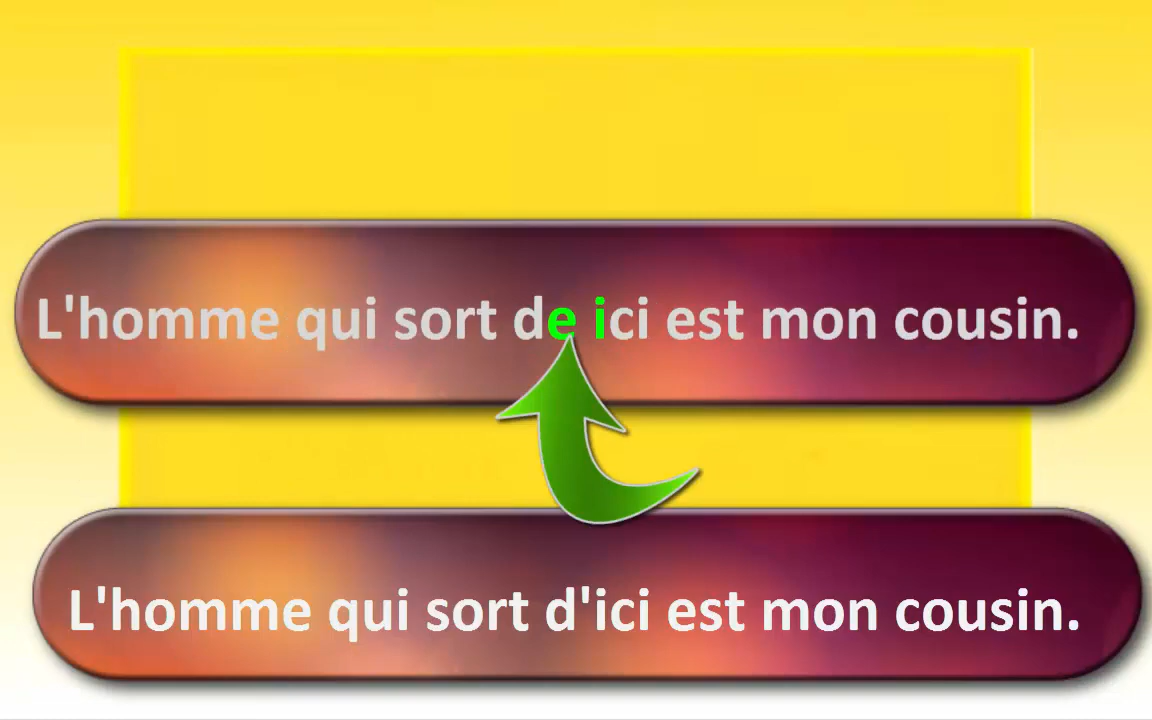 L'homme qui sort de ici est mon cousin.
L'homme qui sort d'ici est mon cousin.